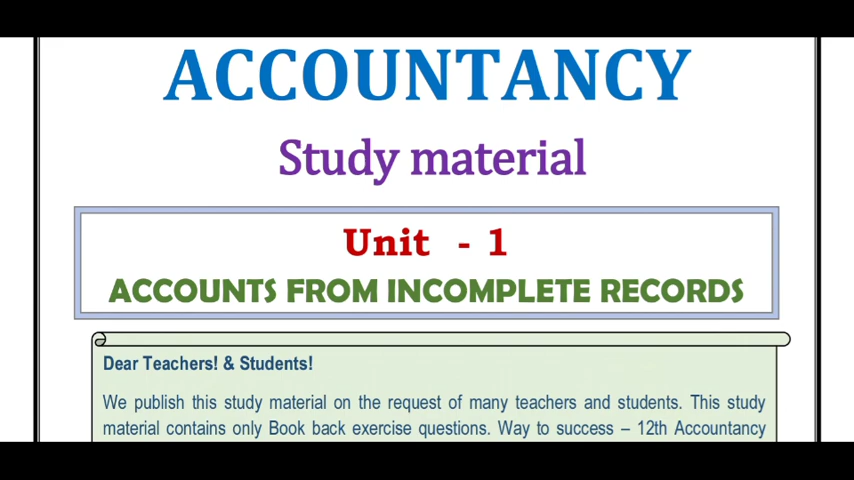 ACCOUNTANCY
Study material
Unit - 1
ACCOUNTS FROM INCOMPLETE RECORDS
Dear Teachers! & Students!
We publish this study material on the request of many teachers and students. This study
material contains only Book back exercise questions. Way to success – 12th Accountancy